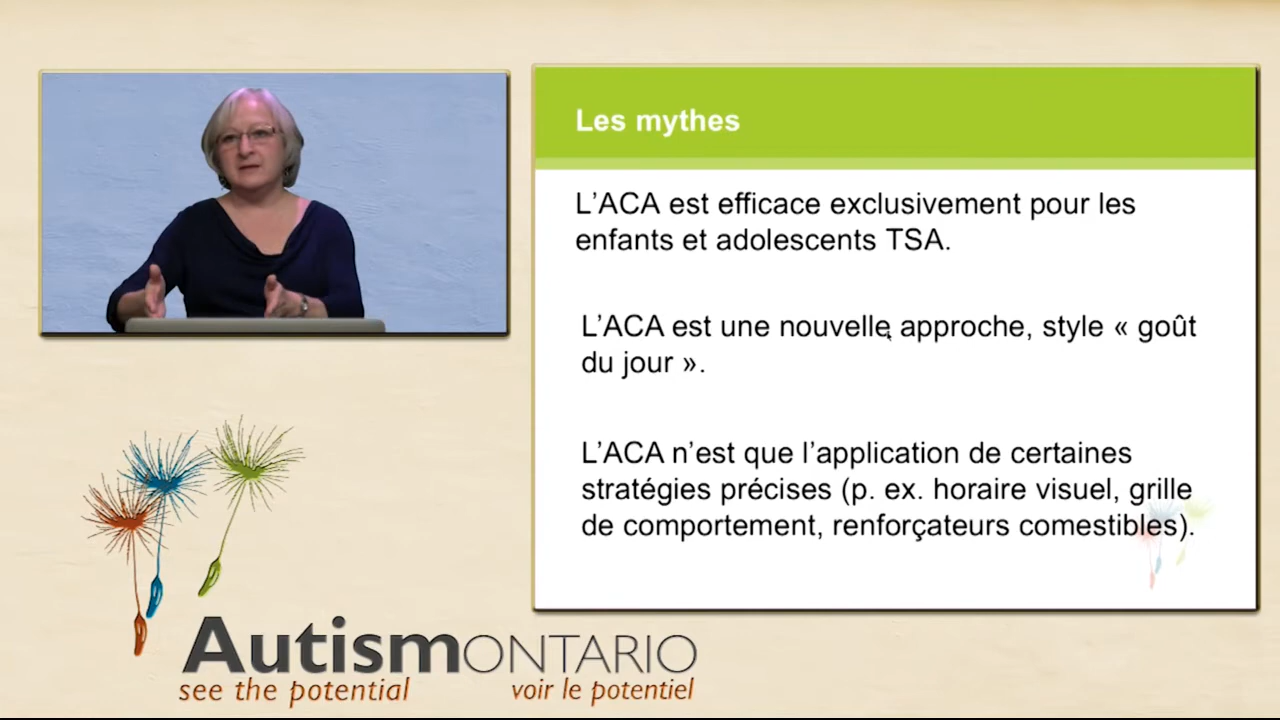 Les mythes
L’ACA est efficace exclusivement pour les
enfants et adolescents TSA.
L’ACA est une nouvelle approche, style « goût
du jour ».
L’ACA n’est que l’application de certaines
stratégies précises (p. ex. horaire visuel, grille
de comportement, renforçateurs comestibles).
AutismONTARIO
see the potential voir le potentiel